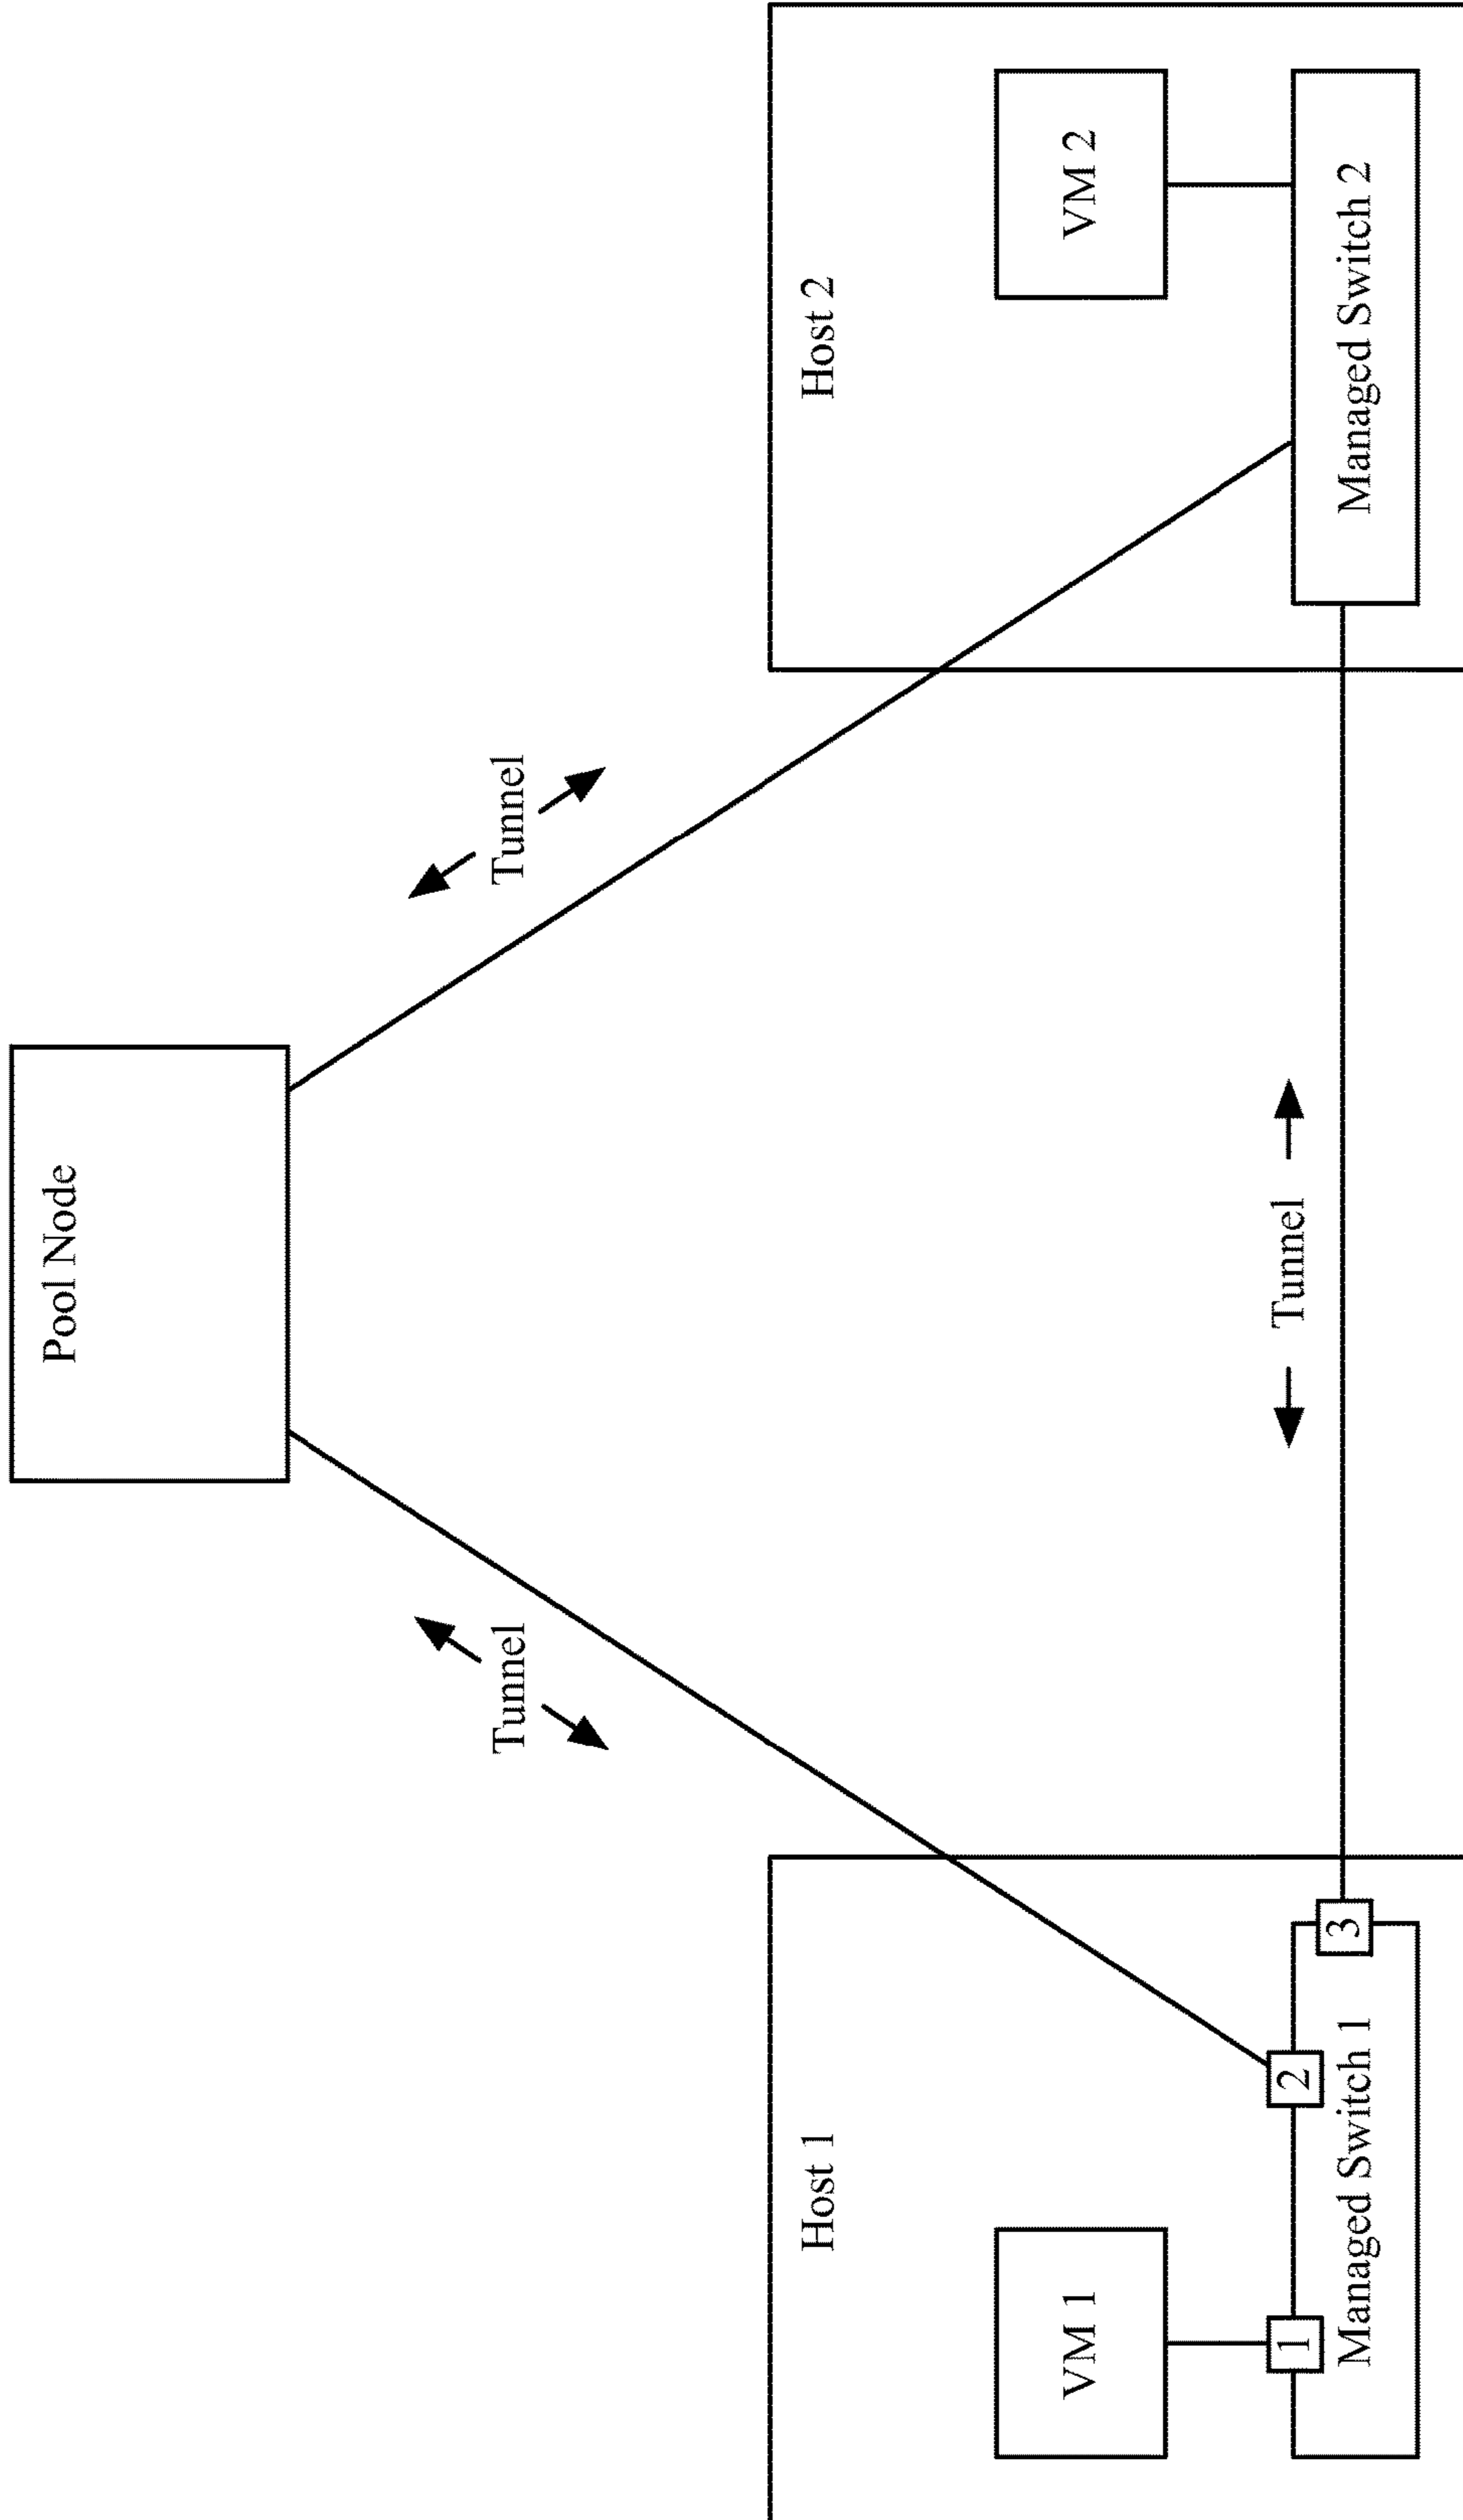 Pool Node
Tunnel
Tunnel
Host 1
Host 2
VM 1
VM 2
Tunnel
1
2
3
Managed Switch 1
Managed Switch 2